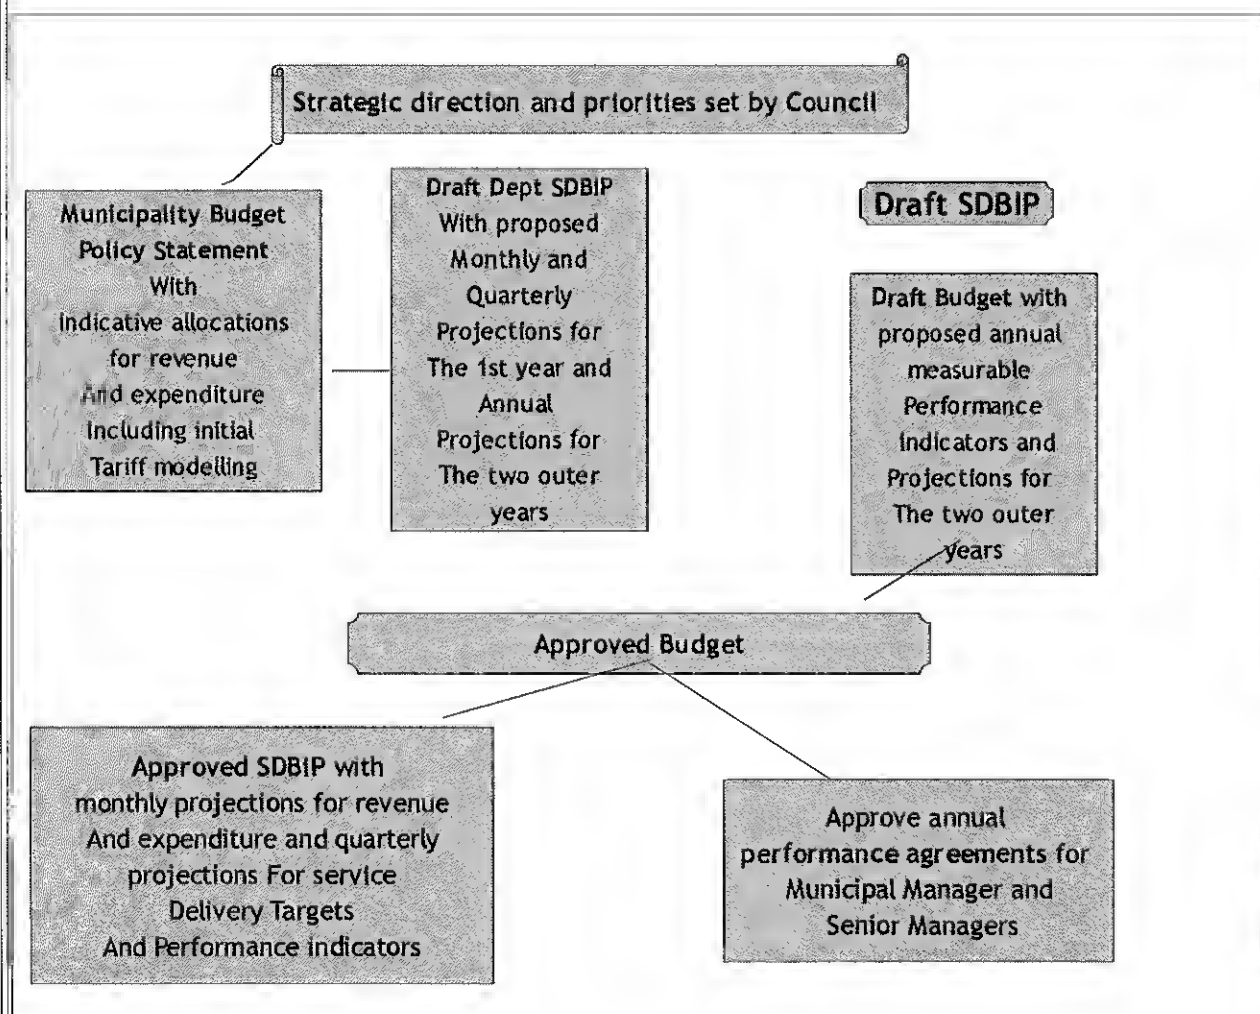 Strategic direction and priorities set by Council
Municipality Budget
Policy Statement
With
indicative allocations
for revenue
And expenditure
Including initial
Tariff modelling
Draft Dept SDBIP
With proposed
Monthly and
Quarterly
Projections for
The 1st year and
Annual
Projections for
The two outer
years
Draft SDBIP
Draft Budget with
proposed annual
measurable
Performance
Indicators and
Projections for
The two outer
years
Approved Budget
Approved SDBIP with
monthly projections for revenue
And expenditure and quarterly
projections For service
Delivery Targets
And Performance indicators
Approve annual
performance agreements for
Municipal Manager and
Senior Managers